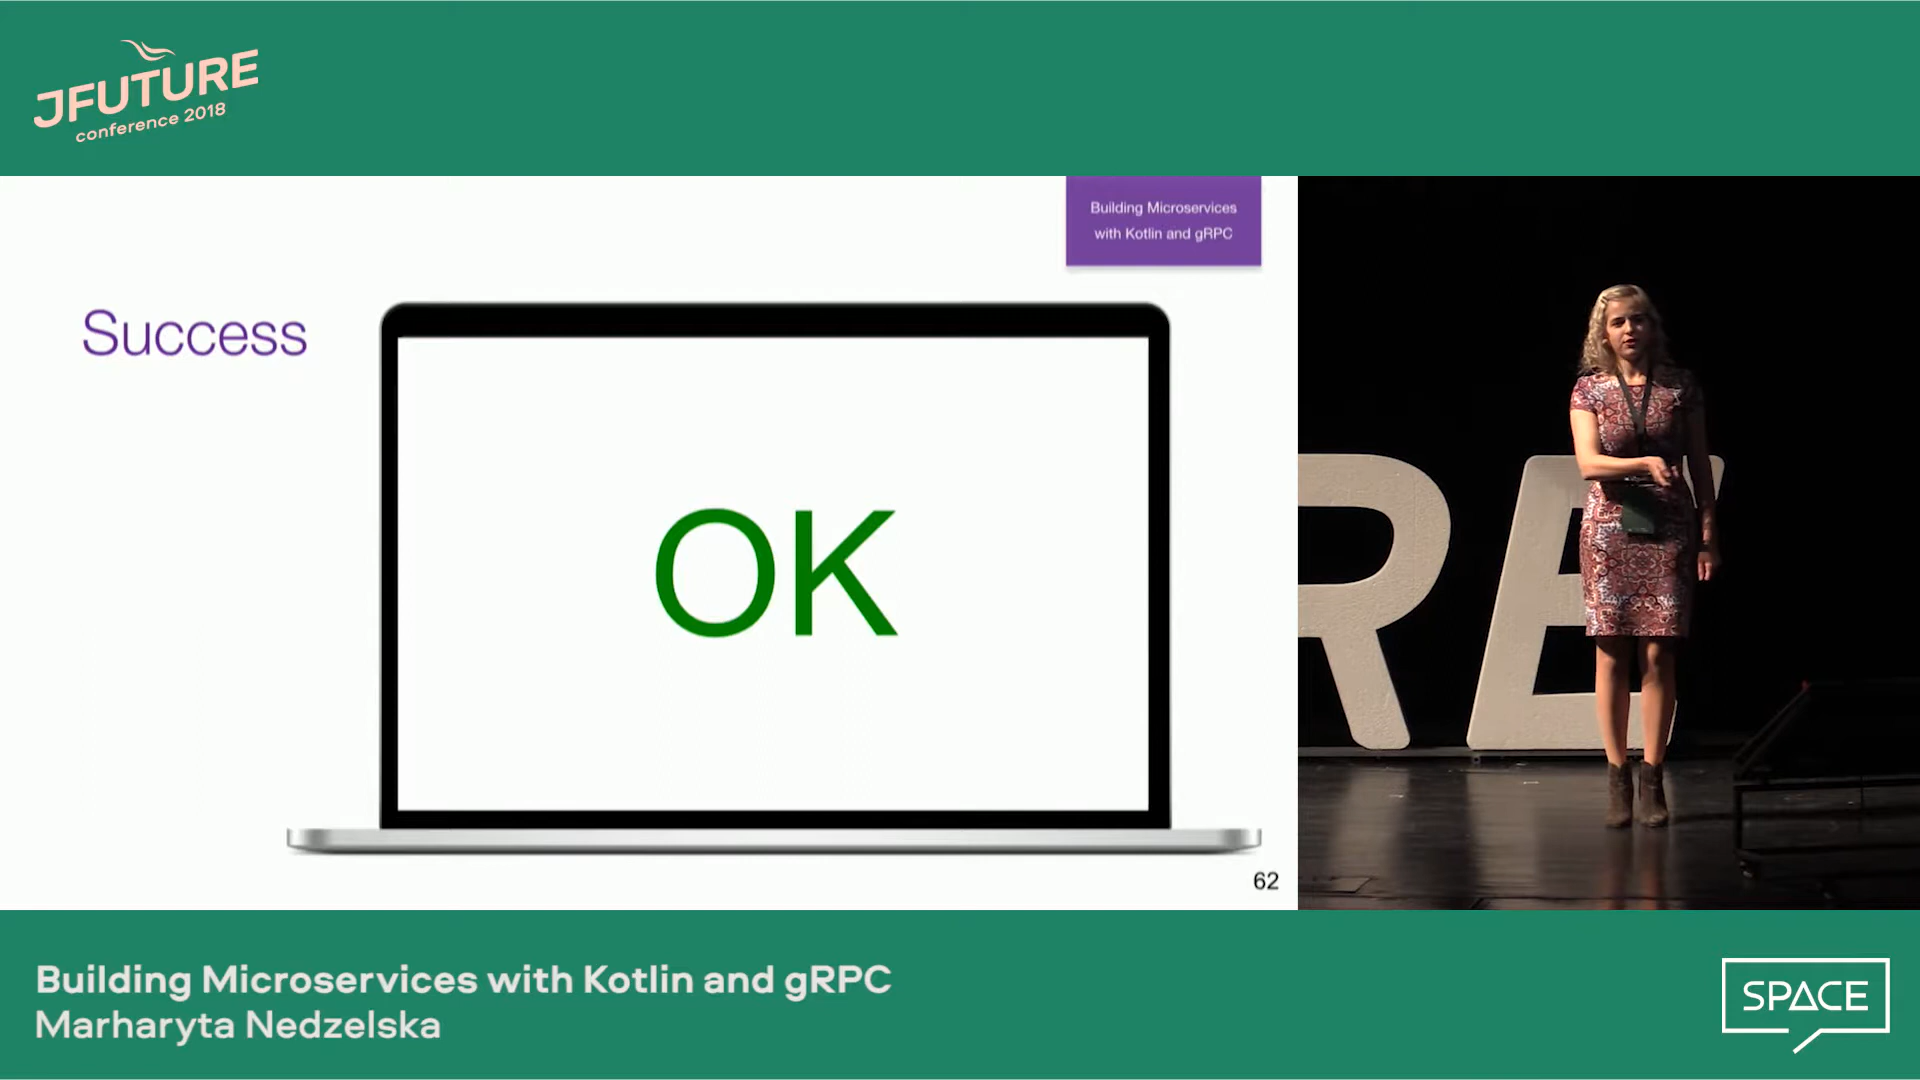 JFUTURE
conference 2018
Building Microservices
with Kotlin and gRPC
Success
OK
62
RE
Building Microservices with Kotlin and gRPC
Marharyta Nedzelska
SPACE